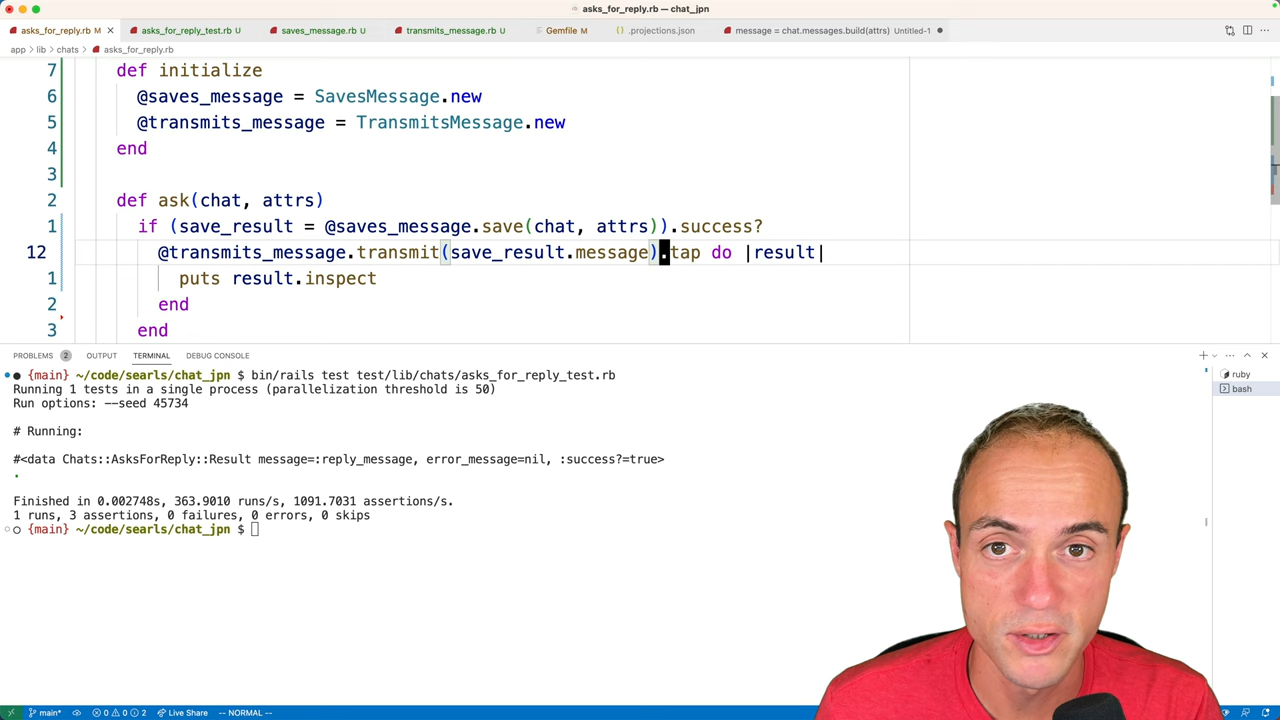 asks_for_reply.rb — chat_jpn
asks_for_reply.rb M
asks_for_reply_test.rb U
saves_message.rb U
transmits_message.rb U
Gemfile M
.projections.json
message = chat.messages.build(attrs) Untitled-1
app > lib > chats > asks_for_reply.rb
7 def initialize
6 @saves_message = SavesMessage.new
5 @transmits_message = TransmitsMessage.new
4 end
3
2 def ask(chat, attrs)
1 if (save_result = @saves_message.save(chat, attrs)).success?
12 @transmits_message.transmit(save_result.message).tap do |result|
1 puts result.inspect
2 end
3 end
PROBLEMS 2 OUTPUT TERMINAL DEBUG CONSOLE
{main} ~/code/searls/chat_jpn $ bin/rails test test/lib/chats/asks_for_reply_test.rb
Running 1 tests in a single process (parallelization threshold is 50)
Run options: --seed 45734
# Running:
#<data Chats::AsksForReply::Result message=:reply_message, error_message=nil, :success?=true>
.
Finished in 0.002748s, 363.9010 runs/s, 1091.7031 assertions/s.
1 runs, 3 assertions, 0 failures, 0 errors, 0 skips
{main} ~/code/searls/chat_jpn $
ruby
bash
main* 0 0 2 Live Share -- NORMAL --